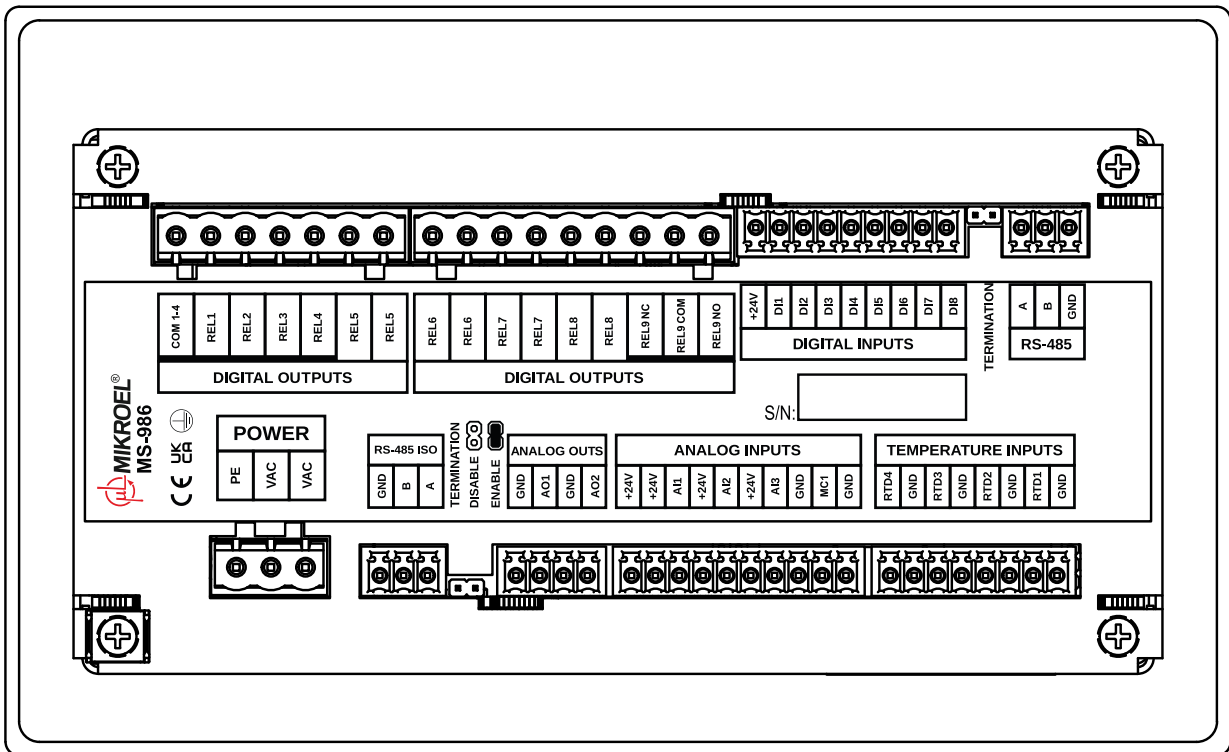 COM 1-4
REL1
REL2
REL3
REL4
REL5
REL5
DIGITAL OUTPUTS
REL6
REL6
REL7
REL7
REL8
REL8
REL9 NC
REL9 COM
REL9 NO
DIGITAL OUTPUTS
+24V
DI1
DI2
DI3
DI4
DI5
DI6
DI7
DI8
DIGITAL INPUTS
TERMINATION
A
B
GND
RS-485
MIKROEL®
MS-986
CE
UK
CA
S/N:
POWER
PE
VAC
VAC
RS-485 ISO
GND
B
A
TERMINATION
DISABLE
ENABLE
ANALOG OUTS
GND
AO1
GND
AO2
ANALOG INPUTS
+24V
+24V
AI1
+24V
AI2
+24V
AI3
GND
MC1
GND
TEMPERATURE INPUTS
RTD4
GND
RTD3
GND
RTD2
GND
RTD1
GND